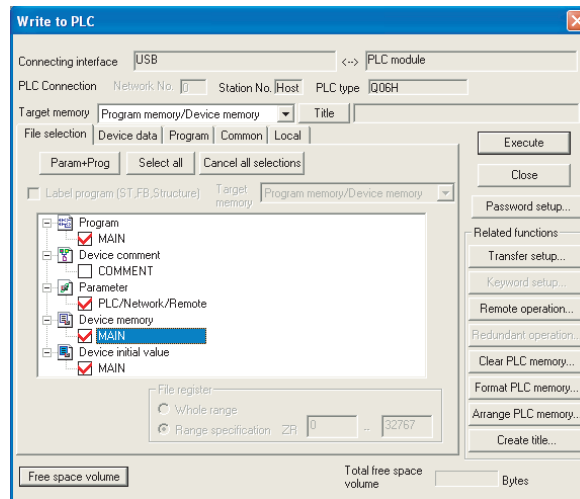 Write to PLC
Connecting interface USB <--> PLC module
PLC Connection Network No. 0 Station No. Host PLC type Q06H
Target memory Program memory/Device memory Title
File selection Device data Program Common Local
Param+Prog Select all Cancel all selections
Label program (ST,FB,Structure) Target memory Program memory/Device memory
Program
MAIN
Device comment
COMMENT
Parameter
PLC/Network/Remote
Device memory
MAIN
Device initial value
MAIN
File register
Whole range
Range specification ZR 0 .. 32767
Execute
Close
Password setup...
Related functions
Transfer setup...
Keyword setup...
Remote operation...
Redundant operation...
Clear PLC memory...
Format PLC memory...
Arrange PLC memory...
Create title...
Free space volume
Total free space volume Bytes